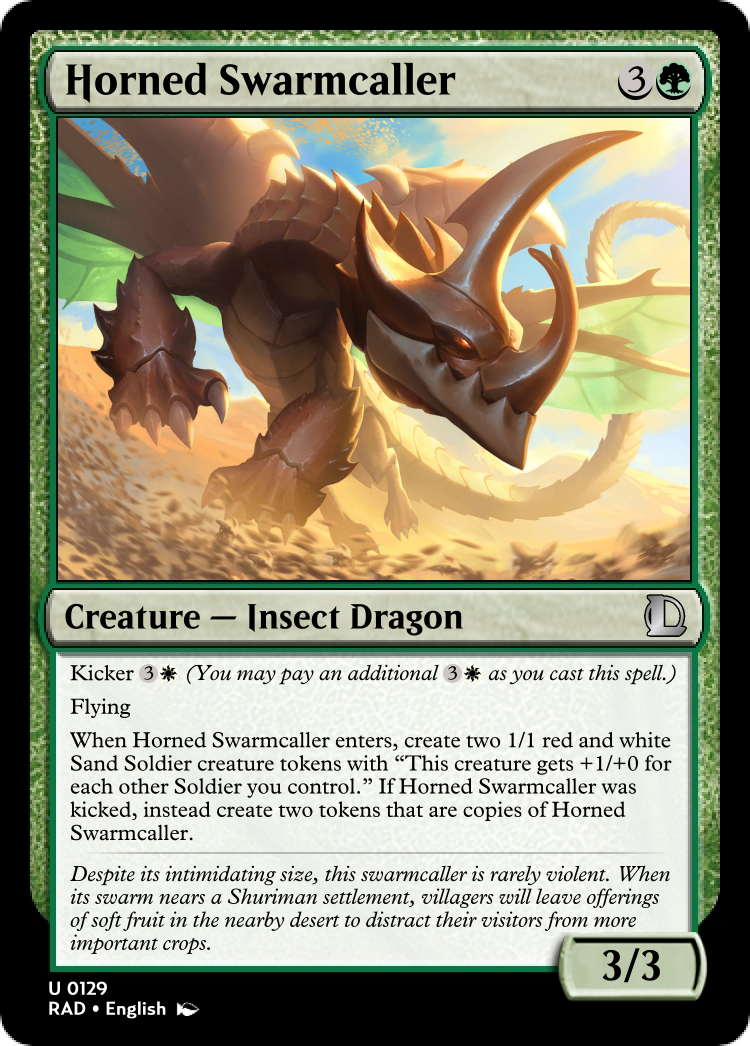 Horned Swarmcaller 3
Creature — Insect Dragon
Kicker 3 (You may pay an additional 3 as you cast this spell.)
Flying
When Horned Swarmcaller enters, create two 1/1 red and white
Sand Soldier creature tokens with “This creature gets +1/+0 for
each other Soldier you control.” If Horned Swarmcaller was
kicked, instead create two tokens that are copies of Horned
Swarmcaller.
Despite its intimidating size, this swarmcaller is rarely violent. When
its swarm nears a Shuriman settlement, villagers will leave offerings
of soft fruit in the nearby desert to distract their visitors from more
important crops.
3/3
U 0129
RAD • English